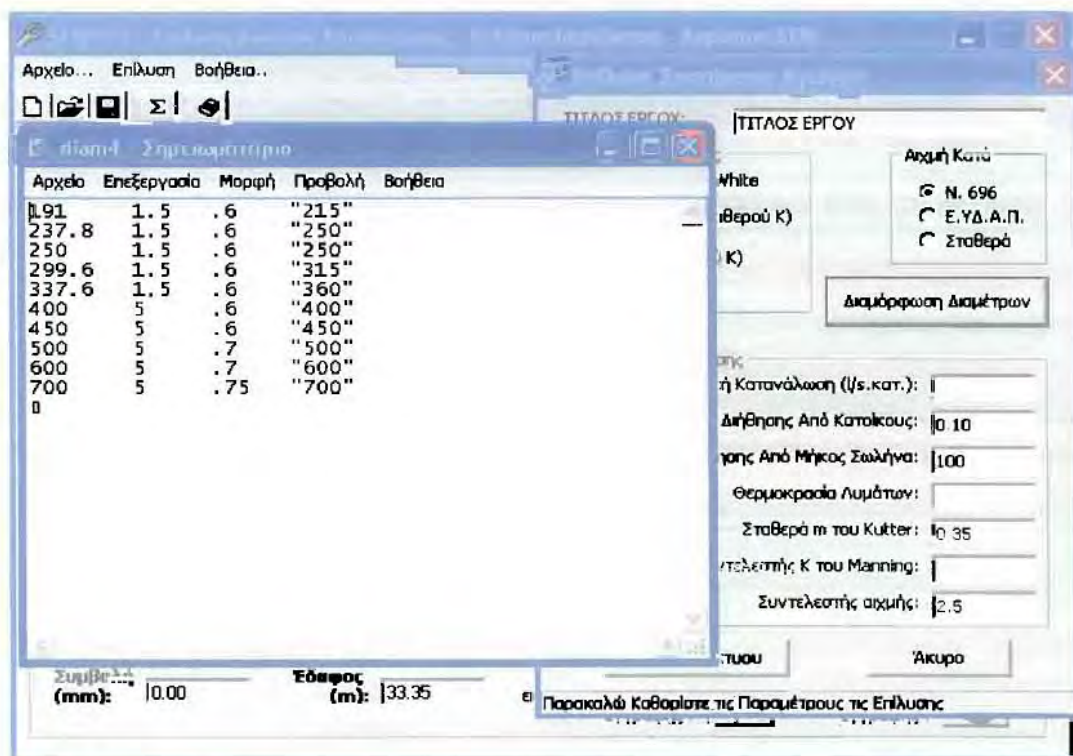 Αρχείο... Επίλυση Βοήθεια..
Σ
diam4 - Σημειωματάριο
Αρχείο Επεξεργασία Μορφή Προβολή Βοήθεια
191 1.5 .6 "215"
237.8 1.5 .6 "250"
250 1.5 .6 "250"
299.6 1.5 .6 "315"
337.6 1.5 .6 "360"
400 5 .6 "400"
450 5 .6 "450"
500 5 .7 "500"
600 5 .7 "600"
700 5 .75 "700"
ΤΙΤΛΟΣ ΕΡΓΟΥ: ΤΙΤΛΟΣ ΕΡΓΟΥ
White
Κ)
Αιχμή Κατά
Ν. 696
Ε.ΥΔ.Α.Π.
Σταθερά
Διαμόρφωση Διαμέτρων
Κατανάλωση (l/s.κατ.):
Διήθησης Από Κατοίκους: 0.10
Από Μήκος Σωλήνα: 100
Θερμοκρασία Λυμάτων:
Σταθερά m του Kutter: 0.35
Κ του Manning:
Συντελεστής αιχμής: 2.5
Άκυρο
(mm): 0.00
Έδαφος
(m): 33.35
Παρακαλώ Καθορίστε τις Παραμέτρους τις Επίλυσης